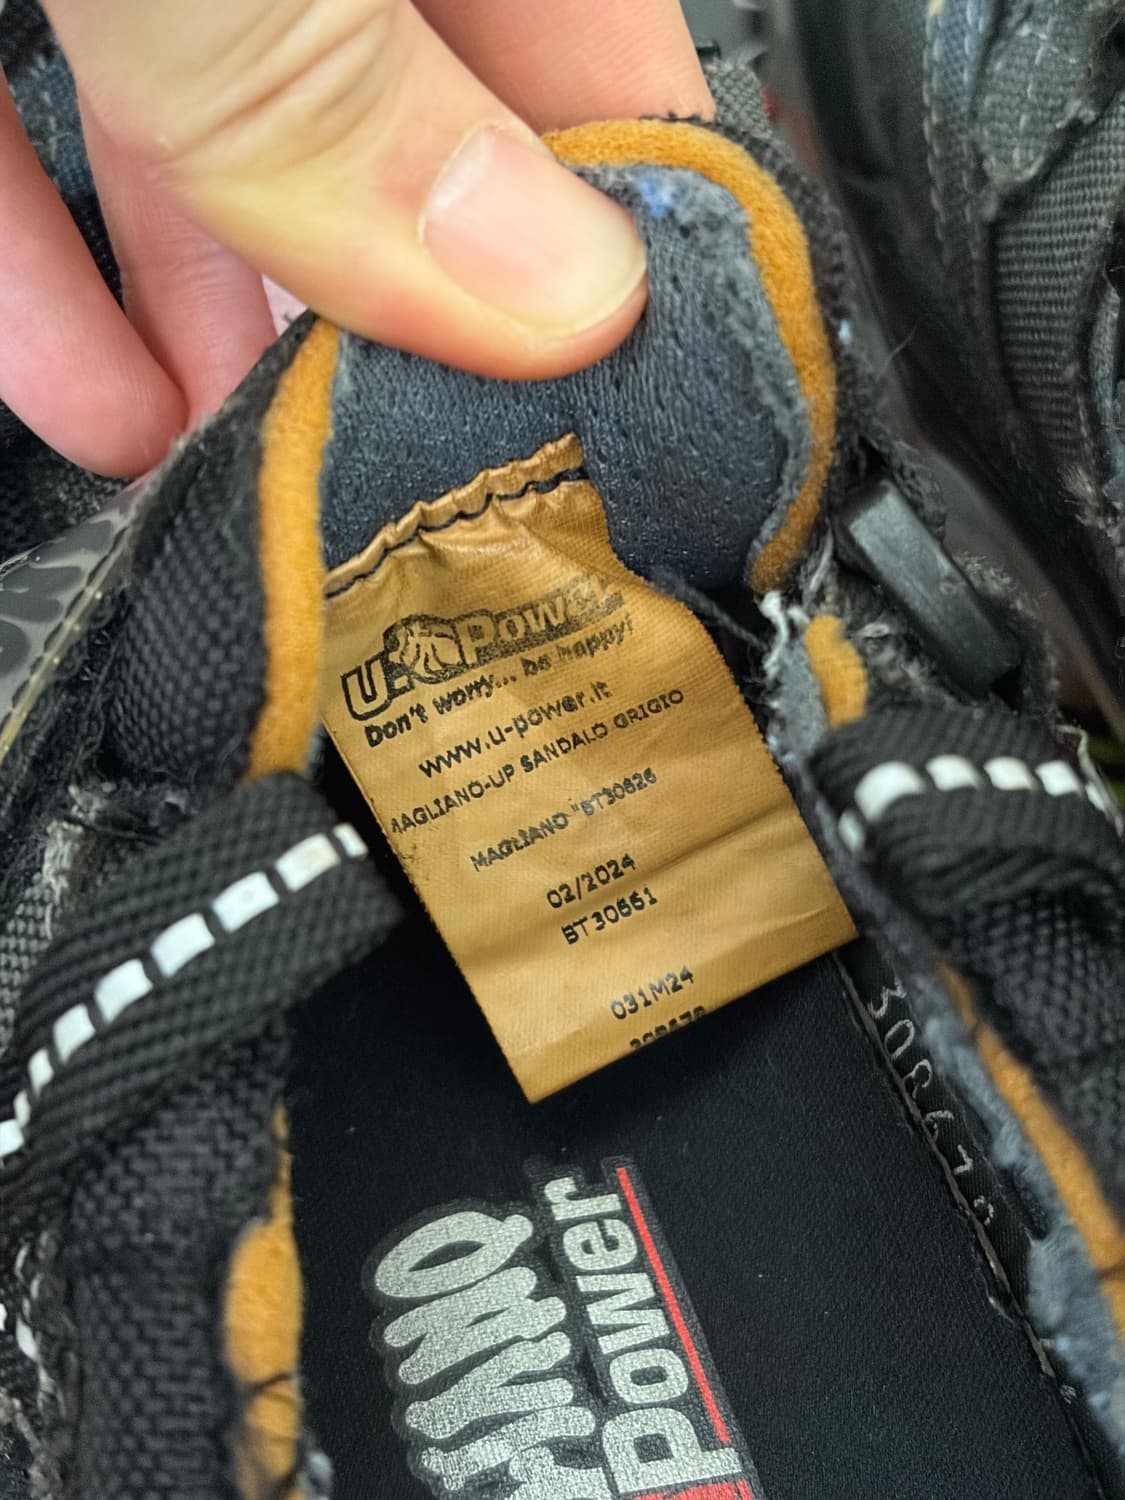 U-Power
Don't worry... be happy!
www.u-power.it
MAGLIANO-UP SANDALO GRIGIO
MAGLIANO "BT30626
02/2024
BT30661
031M24
Power